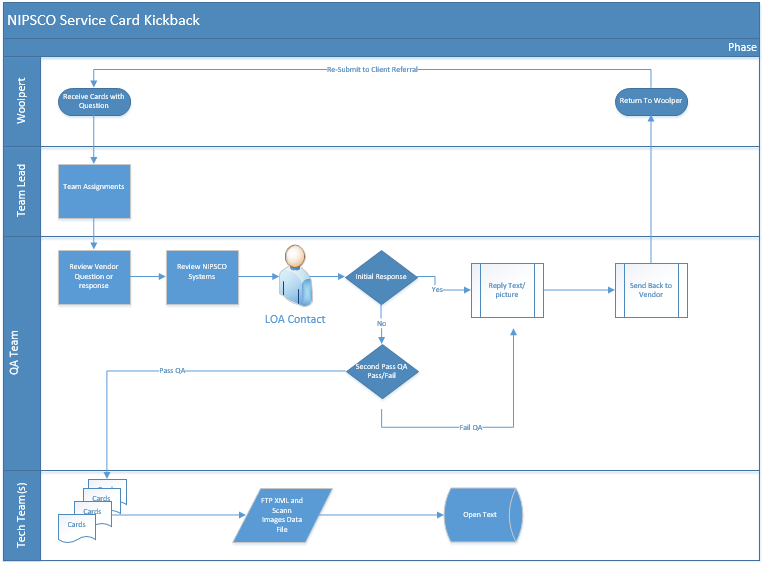 NIPSCO Service Card Kickback
Phase
Woolpert
Re-Submit to Client Referral
Receive Cards with
Question
Return To Woolper
Team Lead
Team Assignments
QA Team
Review Vendor
Question or
response
Review NIPSCO
Systems
LOA Contact
Initial Response
Yes
Reply Text/
picture
Send Back to
Vendor
No
Second Pass QA
Pass/Fail
Pass QA
Fail QA
Tech Team(s)
Cards
Cards
Cards
FTP XML and
Scann
Images Data
File
Open Text